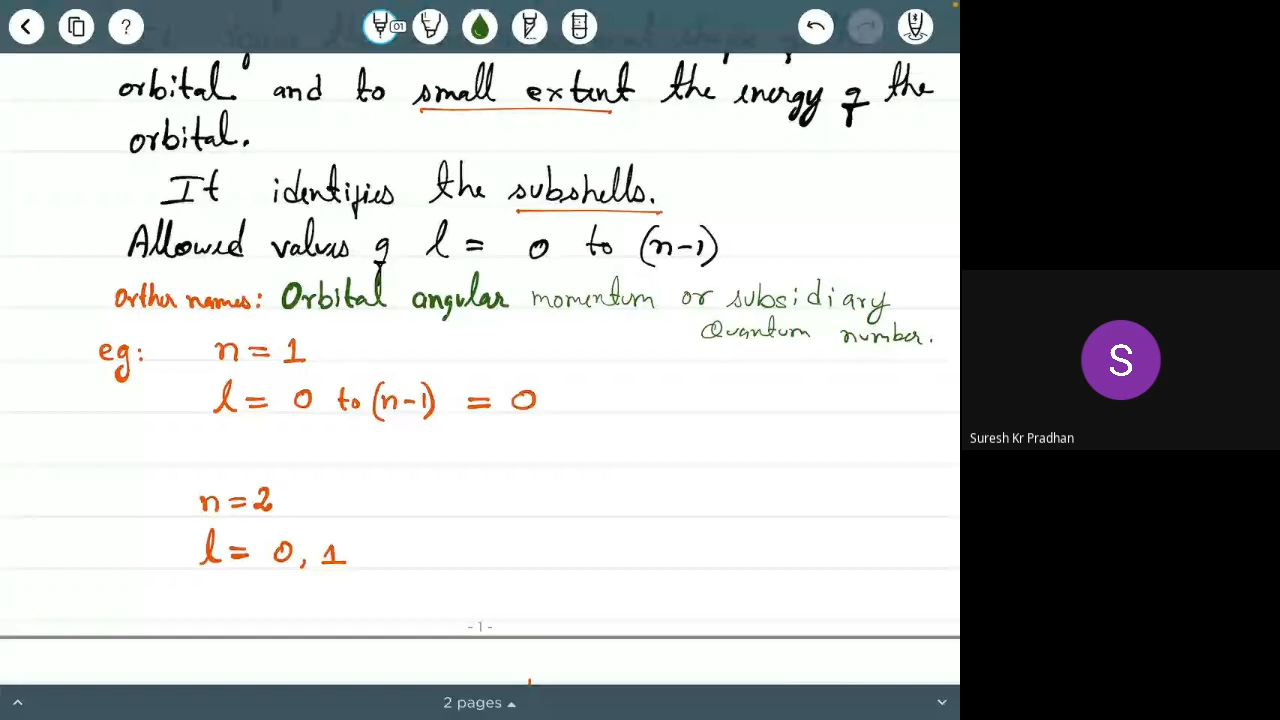 01
orbital and to small extent the energy of the
orbital.
It identifies the subshells.
Allowed values of l = 0 to (n-1)
Orther names: Orbital angular momentum or subsidiary
Quantum number.
eg: n = 1
l = 0 to (n-1) = 0
n = 2
l = 0, 1
- 1 -
2 pages
S
Suresh Kr Pradhan